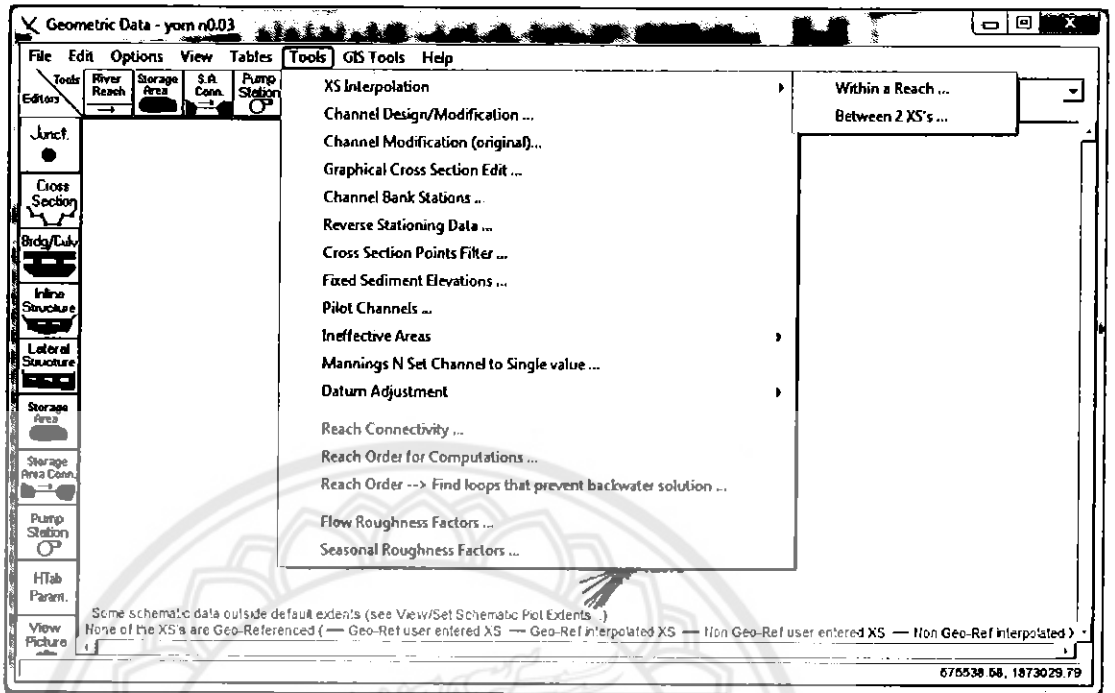 Geometric Data - yom n0.03
File Edit Options View Tables Tools GIS Tools Help
Tools
Editors
River Reach
Storage Area
S.A. Conn.
Pump Station
XS Interpolation
Channel Design/Modification ...
Channel Modification (original)...
Graphical Cross Section Edit ...
Channel Bank Stations ...
Reverse Stationing Data ...
Cross Section Points Filter ...
Fixed Sediment Elevations ...
Pilot Channels ...
Ineffective Areas
Mannings N Set Channel to Single value ...
Datum Adjustment
Reach Connectivity ...
Reach Order for Computations ...
Reach Order --> Find loops that prevent backwater solution ...
Flow Roughness Factors ...
Seasonal Roughness Factors ...
Within a Reach ...
Between 2 XS's ...
Junct.
Cross
Section
Brdg/Culv
Inline
Structure
Lateral
Structure
Storage
Area
Storage
Area Conn.
Pump
Station
HTab
Param.
View
Picture
Some schematic data outside default extents (see View/Set Schematic Plot Extents...)
None of the XS's are Geo-Referenced ( — Geo-Ref user entered XS — Geo-Ref interpolated XS — Non Geo-Ref user entered XS — Non Geo-Ref interpolated X
575538.58, 1873029.79